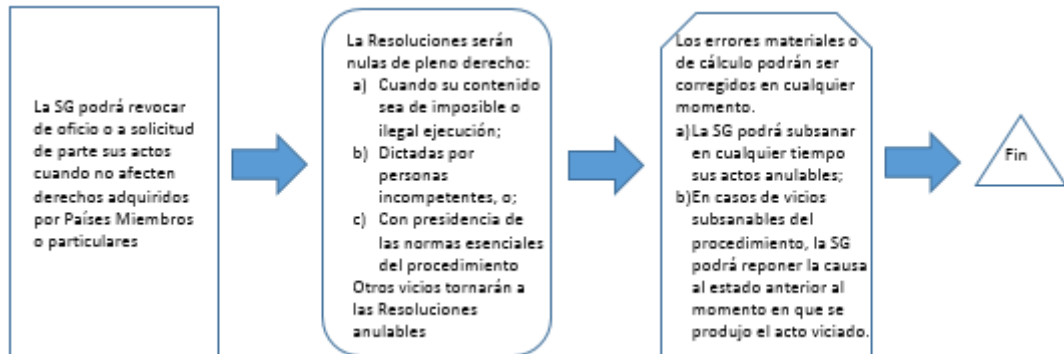 La SG podrá revocar
de oficio o a solicitud
de parte sus actos
cuando no afecten
derechos adquiridos
por Países Miembros
o particulares
La Resoluciones serán
nulas de pleno derecho:
a) Cuando su contenido
sea de imposible o
ilegal ejecución;
b) Dictadas por
personas
incompetentes, o;
c) Con presidencia de
las normas esenciales
del procedimiento
Otros vicios tornarán a
las Resoluciones
anulables
Los errores materiales o
de cálculo podrán ser
corregidos en cualquier
momento.
a) La SG podrá subsanar
en cualquier tiempo
sus actos anulables;
b) En casos de vicios
subsanables del
procedimiento, la SG
podrá reponer la causa
al estado anterior al
momento en que se
produjo el acto viciado.
Fin